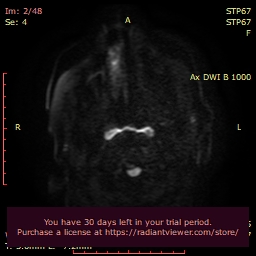 Im: 2/48
Se: 4
STP67
STP67
F
A
Ax DWI B 1000
R
L
You have 30 days left in your trial period.
Purchase a license at https://radiantviewer.com/store/